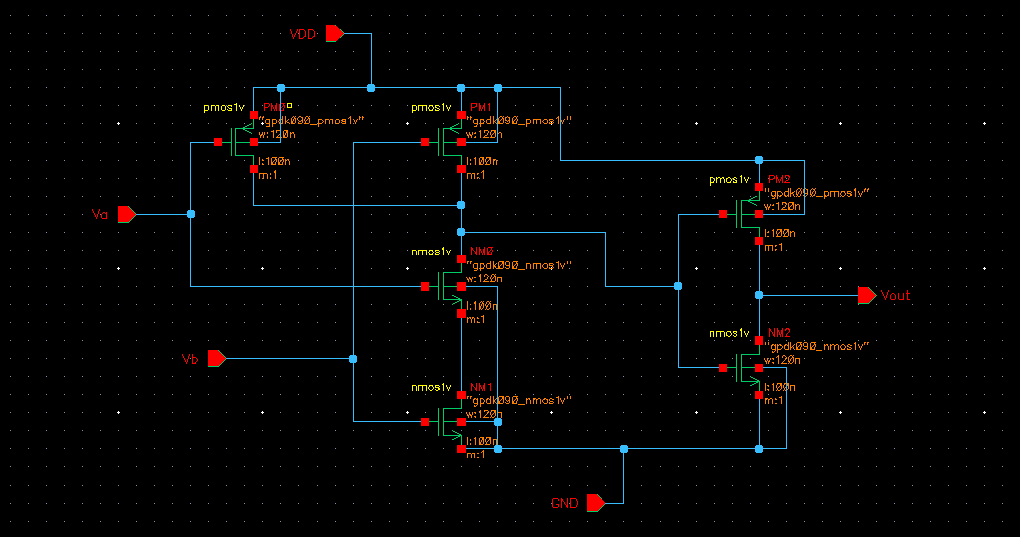 VDD
pmos1v PM0
"gpdk090_pmos1v"
w:120n
l:100n
m:1
pmos1v PM1
"gpdk090_pmos1v"
w:120n
l:100n
m:1
pmos1v PM2
"gpdk090_pmos1v"
w:120n
l:100n
m:1
Va
nmos1v NM0
"gpdk090_nmos1v"
w:120n
l:100n
m:1
Vout
Vb
nmos1v NM2
"gpdk090_nmos1v"
w:120n
l:100n
m:1
nmos1v NM1
"gpdk090_nmos1v"
w:120n
l:100n
m:1
GND